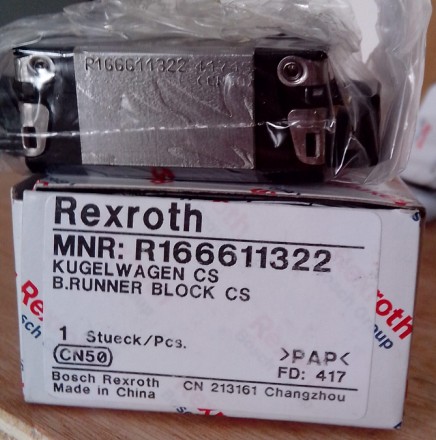 R166611322
Rexroth
MNR: R166611322
KUGELWAGEN CS
B.RUNNER BLOCK CS
1 Stueck/Pcs.
CN50
>PAP<
FD: 417
Bosch Rexroth
Made in China
CN 213161 Changzhou